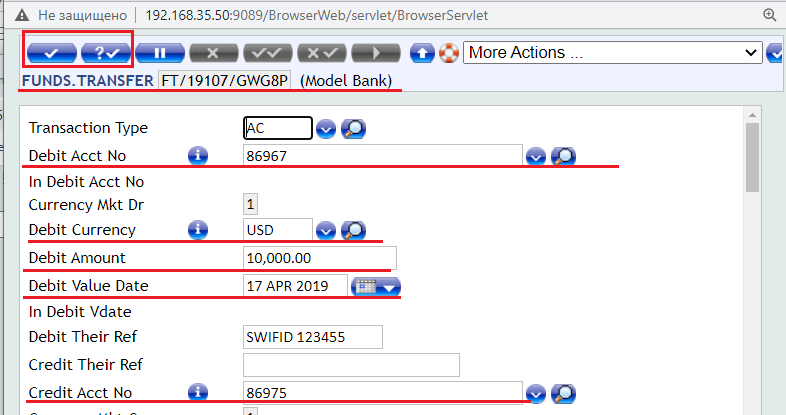 Не защищено 192.168.35.50:9089/BrowserWeb/servlet/BrowserServlet
More Actions ...
FUNDS.TRANSFER FT/19107/GWG8P (Model Bank)
Transaction Type AC
Debit Acct No 86967
In Debit Acct No
Currency Mkt Dr 1
Debit Currency USD
Debit Amount 10,000.00
Debit Value Date 17 APR 2019
In Debit Vdate
Debit Their Ref SWIFID 123455
Credit Their Ref
Credit Acct No 86975